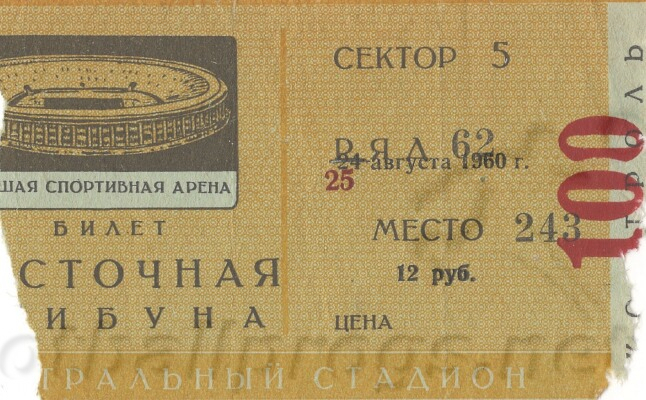 СЕКТОР 5
РЯД 62
24 августа 1960 г.
25
ШАЯ СПОРТИВНАЯ АРЕНА
БИЛЕТ
МЕСТО 243
СТОЧНАЯ
12 руб.
ИБУНА
ЦЕНА
ТРАЛЬНЫЙ СТАДИОН
100